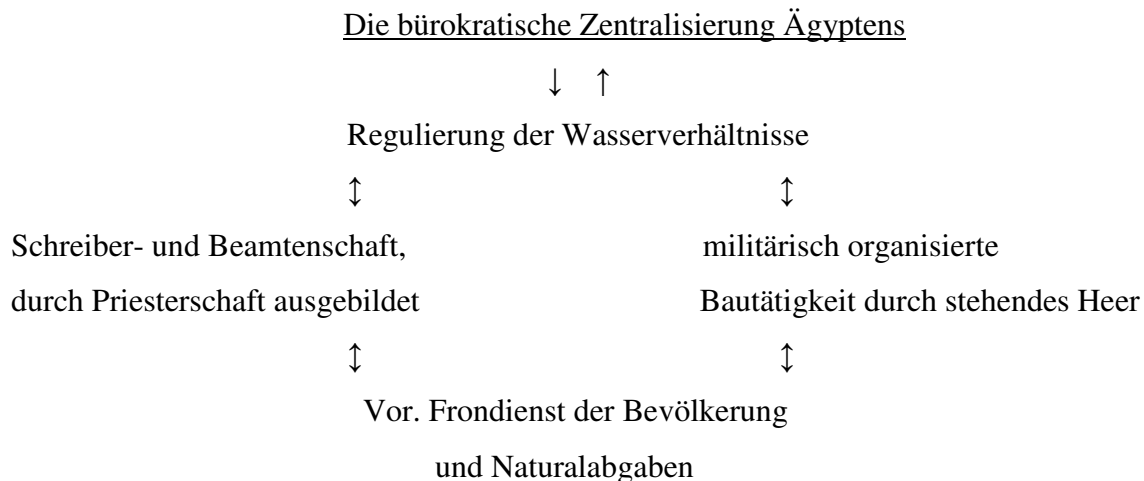 Die bürokratische Zentralisierung Ägyptens
↓ ↑
Regulierung der Wasserverhältnisse
↕ ↕
Schreiber- und Beamtenschaft, militärisch organisierte
durch Priesterschaft ausgebildet Bautätigkeit durch stehendes Heer
↕ ↕
Vor. Frondienst der Bevölkerung
und Naturalabgaben